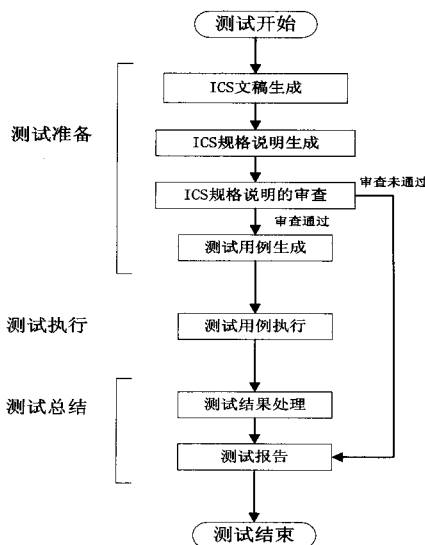 测试开始
ICS文稿生成
测试准备
ICS规格说明生成
ICS规格说明的审查
审查未通过
审查通过
测试用例生成
测试执行
测试用例执行
测试总结
测试结果处理
测试报告
测试结束